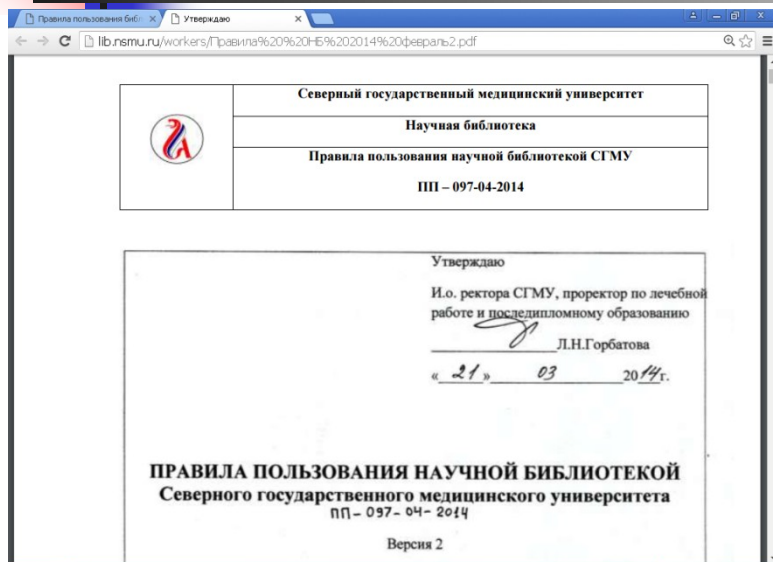 Правила пользования библ
Утверждаю
lib.nsmu.ru/workers/Правила%20%20НБ%202014%20февраль2.pdf
Северный государственный медицинский университет
Научная библиотека
Правила пользования научной библиотекой СГМУ
ПП – 097-04-2014
Утверждаю
И.о. ректора СГМУ, проректор по лечебной
работе и последипломному образованию
Л.Н.Горбатова
« 21 » 03 2014г.
ПРАВИЛА ПОЛЬЗОВАНИЯ НАУЧНОЙ БИБЛИОТЕКОЙ
Северного государственного медицинского университета
ПП- 097- 04- 2014
Версия 2